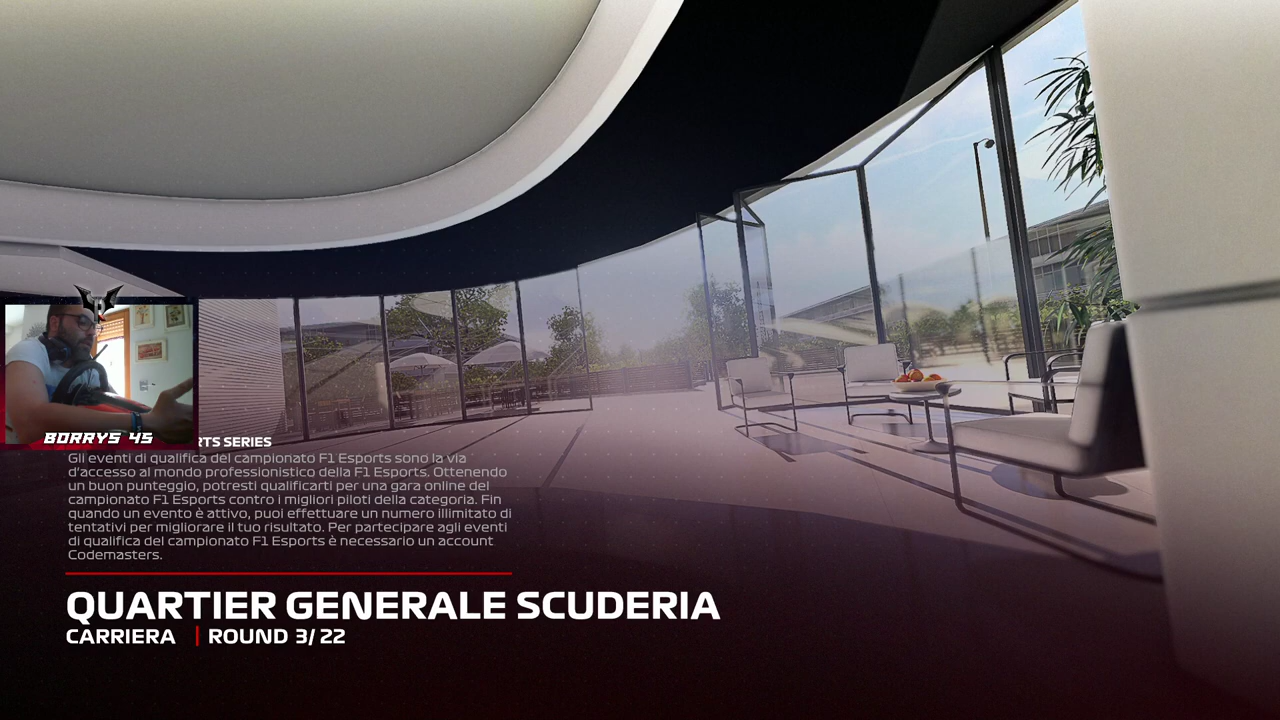 BORRYS 45
RTS SERIES
Gli eventi di qualifica del campionato F1 Esports sono la via
d'accesso al mondo professionistico della F1 Esports. Ottenendo
un buon punteggio, potresti qualificarti per una gara online del
campionato F1 Esports contro i migliori piloti della categoria. Fin
quando un evento è attivo, puoi effettuare un numero illimitato di
tentativi per migliorare il tuo risultato. Per partecipare agli eventi
di qualifica del campionato F1 Esports è necessario un account
Codemasters.
QUARTIER GENERALE SCUDERIA
CARRIERA | ROUND 3/22